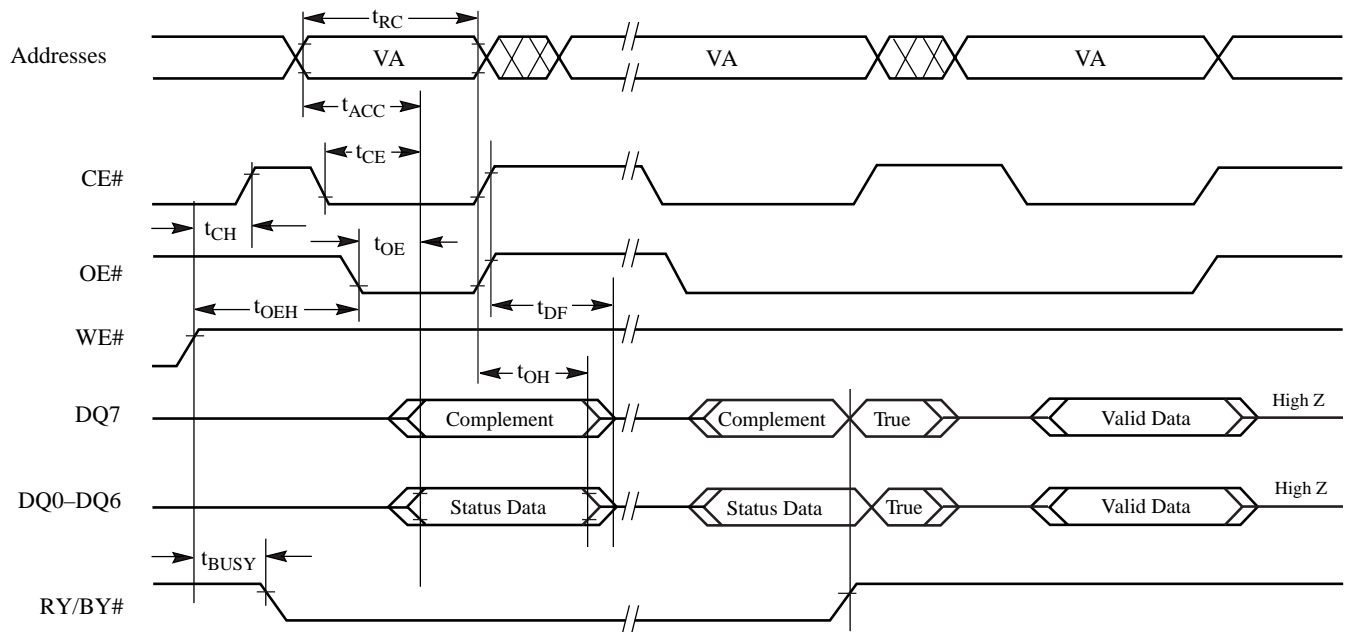 tRC
Addresses VA VA VA
tACC
tCE
CE#
tCH tOE
OE#
tOEH tDF
WE#
tOH
DQ7 Complement Complement True Valid Data High Z
DQ0–DQ6 Status Data Status Data True Valid Data High Z
tBUSY
RY/BY#